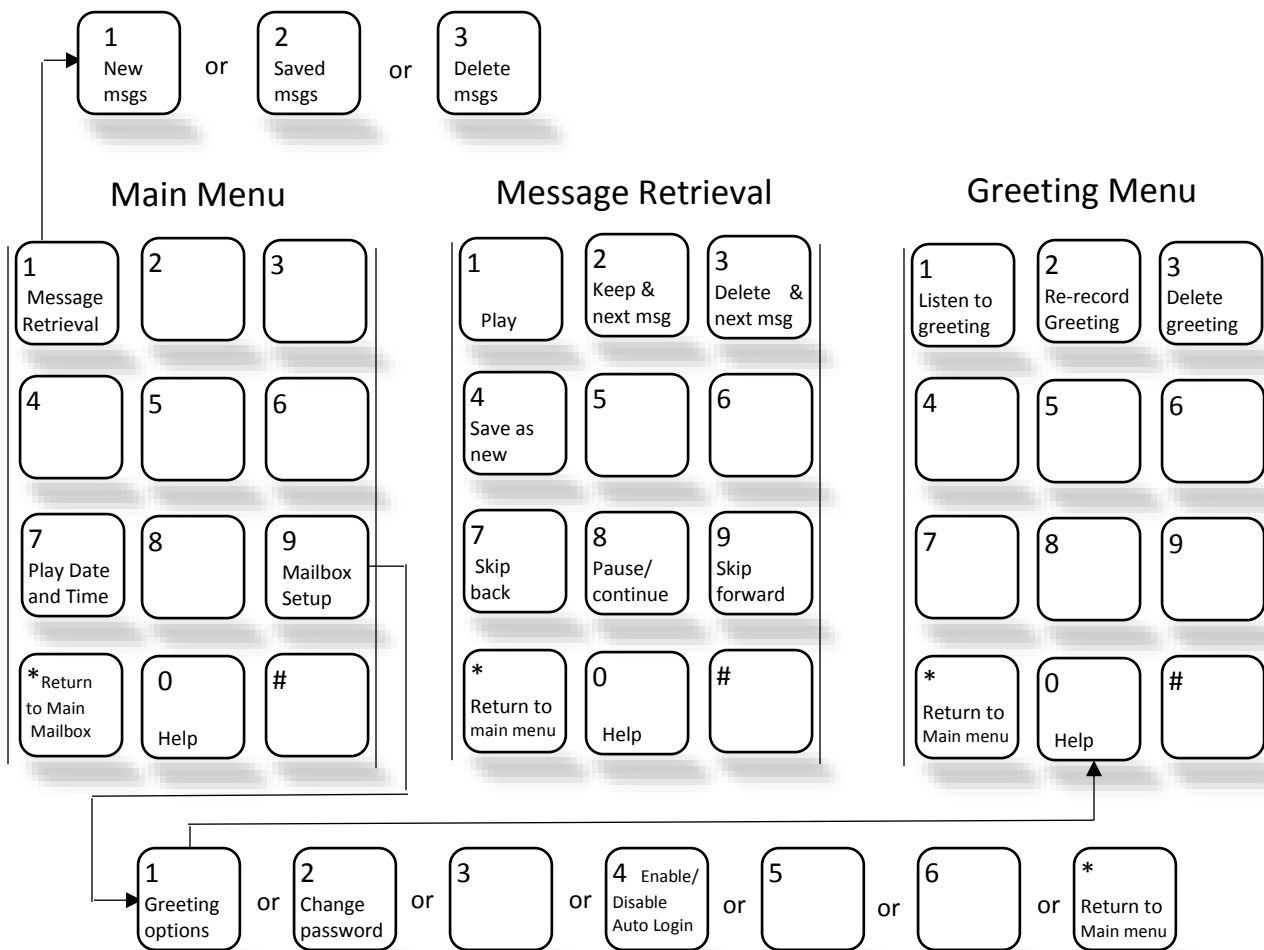 1
New
msgs
or
2
Saved
msgs
or
3
Delete
msgs
Main Menu
1
Message
Retrieval
2
3
4
5
6
7
Play Date
and Time
8
9
Mailbox
Setup
*Return
to Main
Mailbox
0
Help
#
Message Retrieval
1
Play
2
Keep &
next msg
3
Delete &
next msg
4
Save as
new
5
6
7
Skip
back
8
Pause/
continue
9
Skip
forward
*
Return to
main menu
0
Help
#
Greeting Menu
1
Listen to
greeting
2
Re-record
Greeting
3
Delete
greeting
4
5
6
7
8
9
*
Return to
Main menu
0
Help
#
1
Greeting
options
or
2
Change
password
or
3
or
4 Enable/
Disable
Auto Login
or
5
or
6
or
*
Return to
Main menu